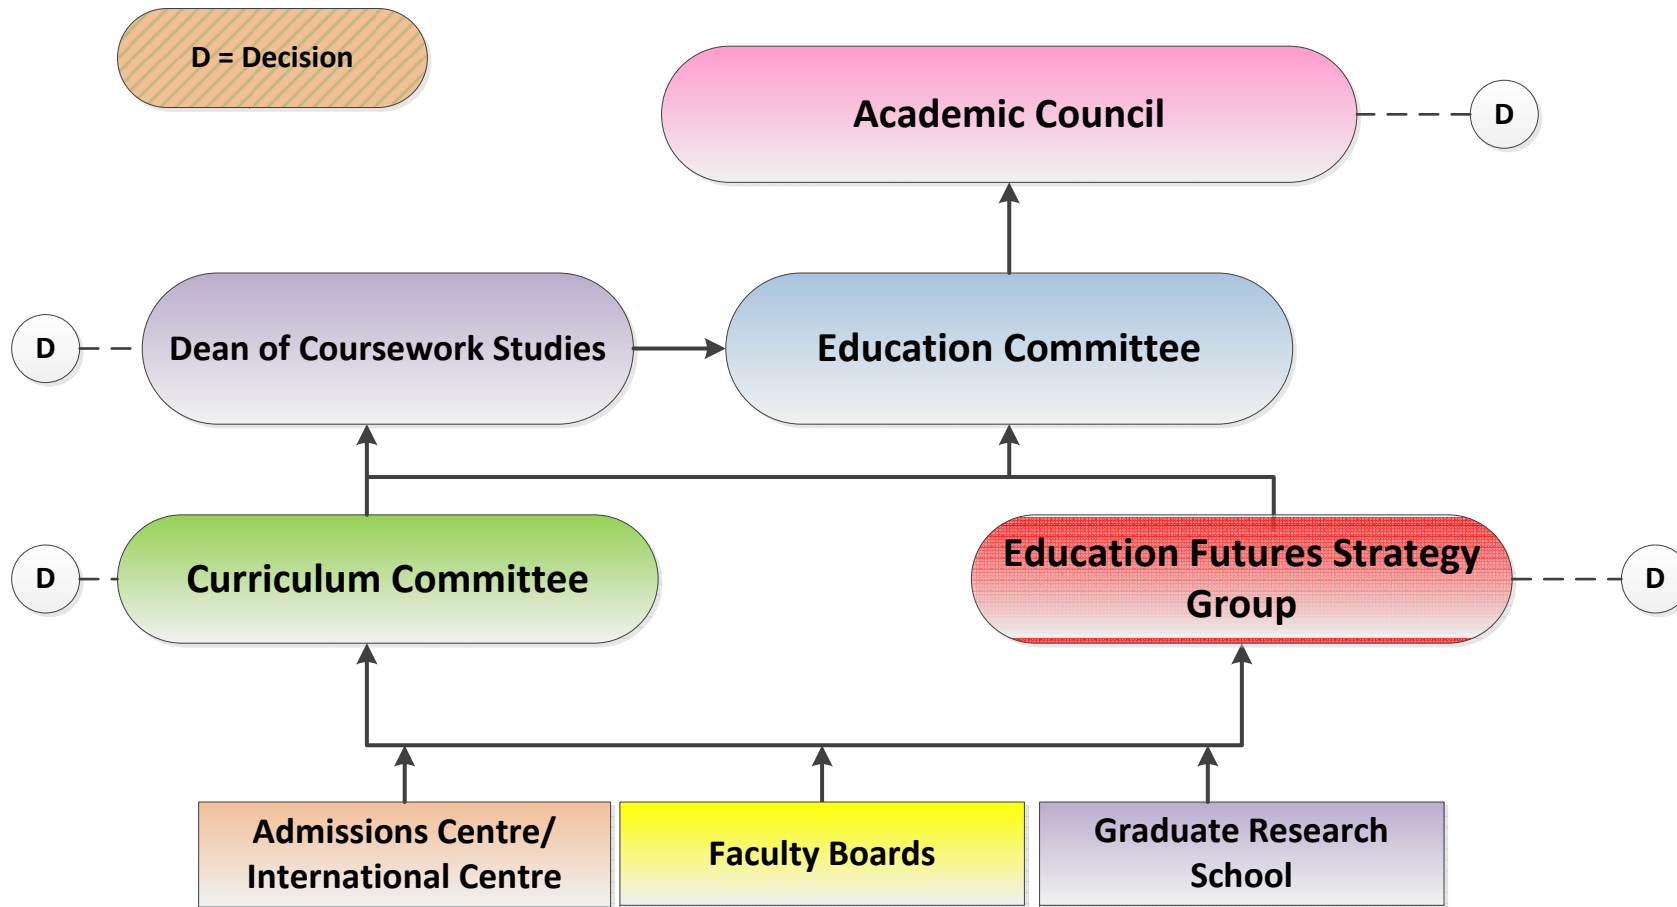 D = Decision
Academic Council
D
D
Dean of Coursework Studies
Education Committee
D
Curriculum Committee
Education Futures Strategy
Group
D
Admissions Centre/
International Centre
Faculty Boards
Graduate Research
School